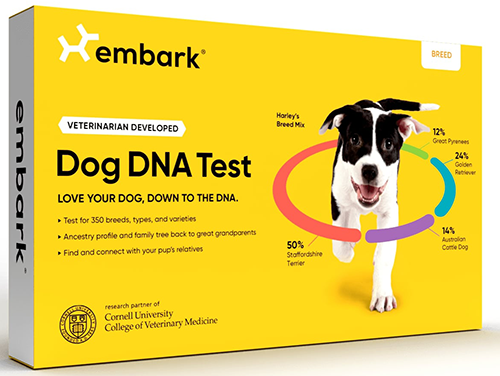 embark®
BREED
embark®
VETERINARIAN DEVELOPED
Dog DNA Test
LOVE YOUR DOG, DOWN TO THE DNA.
▸ Test for 350 breeds, types, and varieties
▸ Ancestry profile and family tree back to great grandparents
▸ Find and connect with your pup's relatives
Harley's
Breed Mix
12%
Great Pyrenees
24%
Golden
Retriever
14%
Australian
Cattle Dog
50%
Staffordshire
Terrier
research partner of
Cornell University
College of Veterinary Medicine